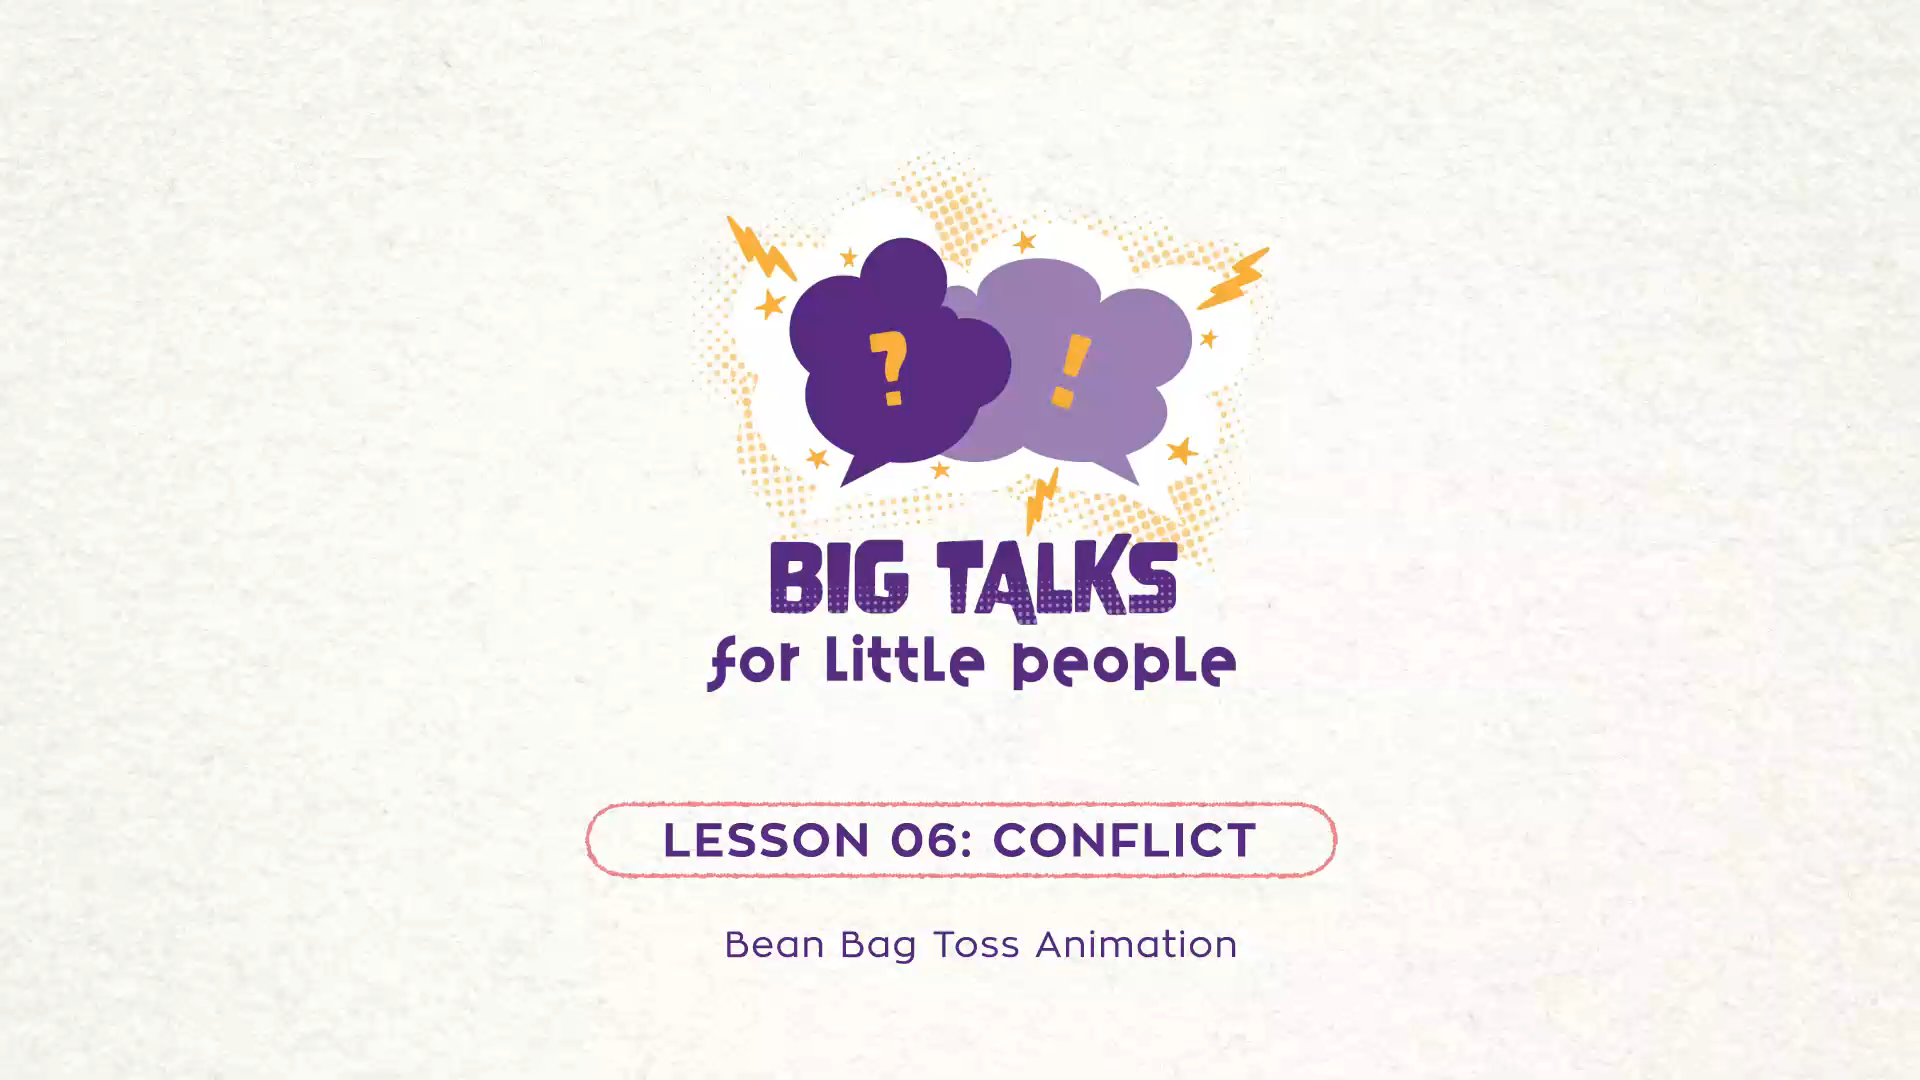 ? !
BIG TALKS
for little people
LESSON 06: CONFLICT
Bean Bag Toss Animation